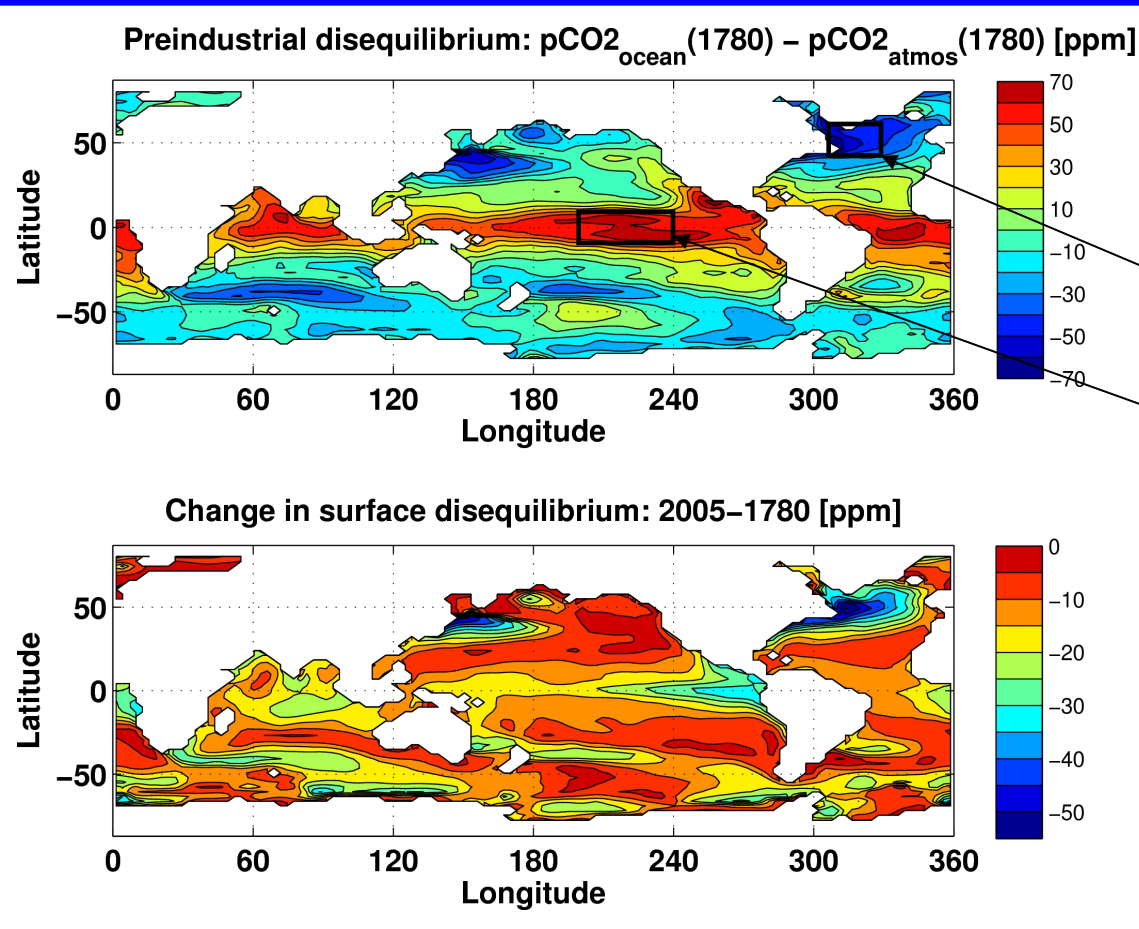 Preindustrial disequilibrium: pCO2ocean(1780) − pCO2atmos(1780) [ppm]
70
50
30
10
−10
−30
−50
−70
50
0
−50
Latitude
0 60 120 180 240 300 360
Longitude
Change in surface disequilibrium: 2005−1780 [ppm]
0
−10
−20
−30
−40
−50
50
0
−50
Latitude
0 60 120 180 240 300 360
Longitude